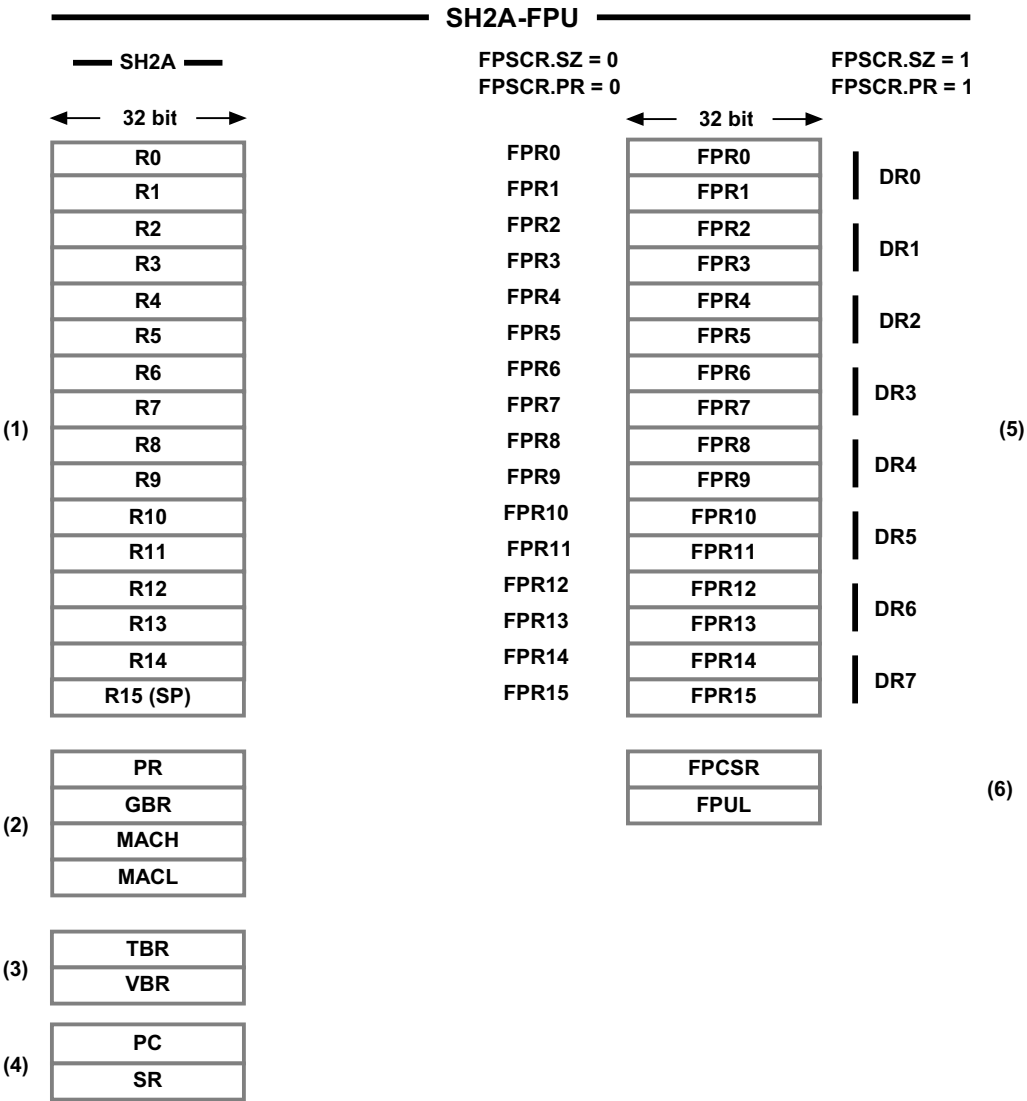 SH2A-FPU
SH2A
FPSCR.SZ = 0
FPSCR.PR = 0
FPSCR.SZ = 1
FPSCR.PR = 1
32 bit
32 bit
R0 FPR0 FPR0 DR0
R1 FPR1 FPR1
R2 FPR2 FPR2 DR1
R3 FPR3 FPR3
R4 FPR4 FPR4 DR2
R5 FPR5 FPR5
R6 FPR6 FPR6 DR3
R7 FPR7 FPR7
(1) (5)
R8 FPR8 FPR8 DR4
R9 FPR9 FPR9
R10 FPR10 FPR10 DR5
R11 FPR11 FPR11
R12 FPR12 FPR12 DR6
R13 FPR13 FPR13
R14 FPR14 FPR14 DR7
R15 (SP) FPR15 FPR15
PR FPCSR
(6)
GBR FPUL
(2)
MACH
MACL
TBR
(3)
VBR
PC
(4)
SR